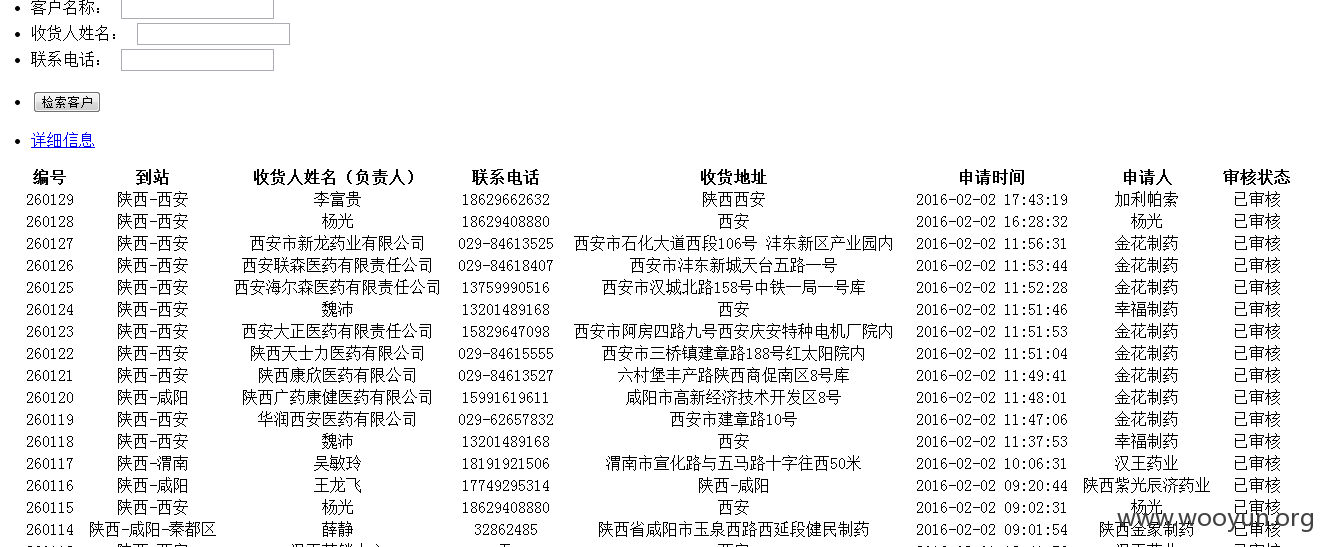 客户名称：
收货人姓名：
联系电话：
检索客户
详细信息
编号 到站 收货人姓名（负责人） 联系电话 收货地址 申请时间 申请人 审核状态
260129 陕西-西安 李富贵 18629662632 陕西西安 2016-02-02 17:43:19 加利帕索 已审核
260128 陕西-西安 杨光 18629408880 西安 2016-02-02 16:28:32 杨光 已审核
260127 陕西-西安 西安市新龙药业有限公司 029-84613525 西安市石化大道西段106号 沣东新区产业园内 2016-02-02 11:56:31 金花制药 已审核
260126 陕西-西安 西安联森医药有限责任公司 029-84618407 西安市沣东新城天台五路一号 2016-02-02 11:53:44 金花制药 已审核
260125 陕西-西安 西安海尔森医药有限责任公司 13759990516 西安市汉城北路158号中铁一局一号库 2016-02-02 11:52:28 金花制药 已审核
260124 陕西-西安 魏沛 13201489168 西安 2016-02-02 11:51:46 幸福制药 已审核
260123 陕西-西安 西安大正医药有限责任公司 15829647098 西安市阿房四路九号西安庆安特种电机厂院内 2016-02-02 11:51:53 金花制药 已审核
260122 陕西-西安 陕西天士力医药有限公司 029-84615555 西安市三桥镇建章路188号红太阳院内 2016-02-02 11:51:04 金花制药 已审核
260121 陕西-西安 陕西康欣医药有限公司 029-84613527 六村堡丰产路陕西商促南区8号库 2016-02-02 11:49:41 金花制药 已审核
260120 陕西-咸阳 陕西广药康健医药有限公司 15991619611 咸阳市高新经济技术开发区8号 2016-02-02 11:48:01 金花制药 已审核
260119 陕西-西安 华润西安医药有限公司 029-62657832 西安市建章路10号 2016-02-02 11:47:06 金花制药 已审核
260118 陕西-西安 魏沛 13201489168 西安 2016-02-02 11:37:53 幸福制药 已审核
260117 陕西-渭南 吴敏玲 18191921506 渭南市宣化路与五马路十字往西50米 2016-02-02 10:06:31 汉王药业 已审核
260116 陕西-咸阳 王龙飞 17749295314 陕西-咸阳 2016-02-02 09:20:44 陕西紫光辰济药业 已审核
260115 陕西-西安 杨光 18629408880 西安 2016-02-02 09:02:31 杨光 已审核
260114 陕西-咸阳-秦都区 薛静 32862485 陕西省咸阳市玉泉西路西延段健民制药 2016-02-02 09:01:54 陕西金象制药 已审核
www.wooyun.org